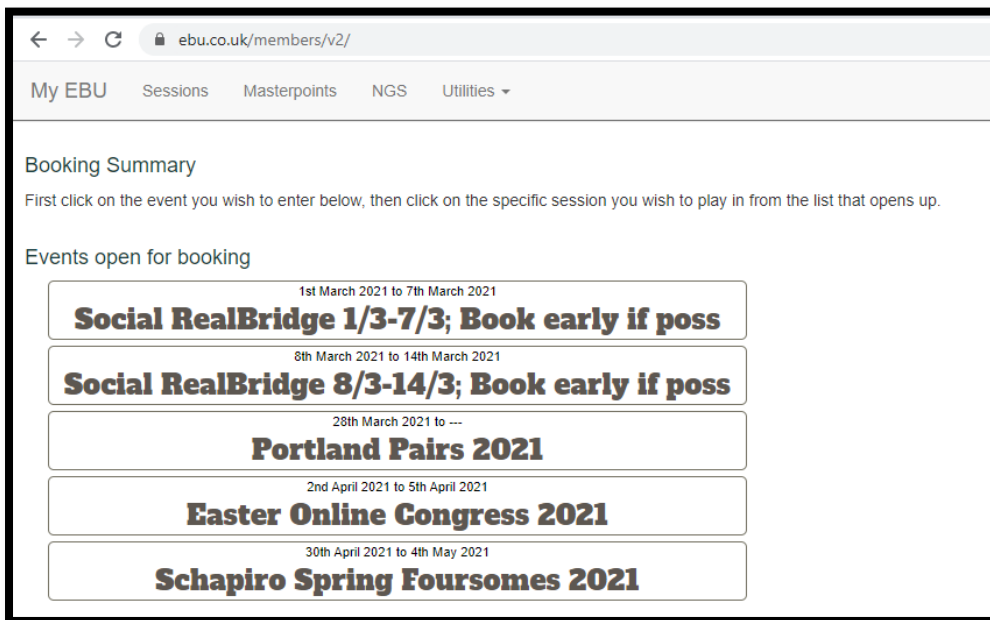 ebu.co.uk/members/v2/
My EBU Sessions Masterpoints NGS Utilities
Booking Summary
First click on the event you wish to enter below, then click on the specific session you wish to play in from the list that opens up.
Events open for booking
1st March 2021 to 7th March 2021
Social RealBridge 1/3-7/3; Book early if poss
8th March 2021 to 14th March 2021
Social RealBridge 8/3-14/3; Book early if poss
28th March 2021 to ---
Portland Pairs 2021
2nd April 2021 to 5th April 2021
Easter Online Congress 2021
30th April 2021 to 4th May 2021
Schapiro Spring Foursomes 2021